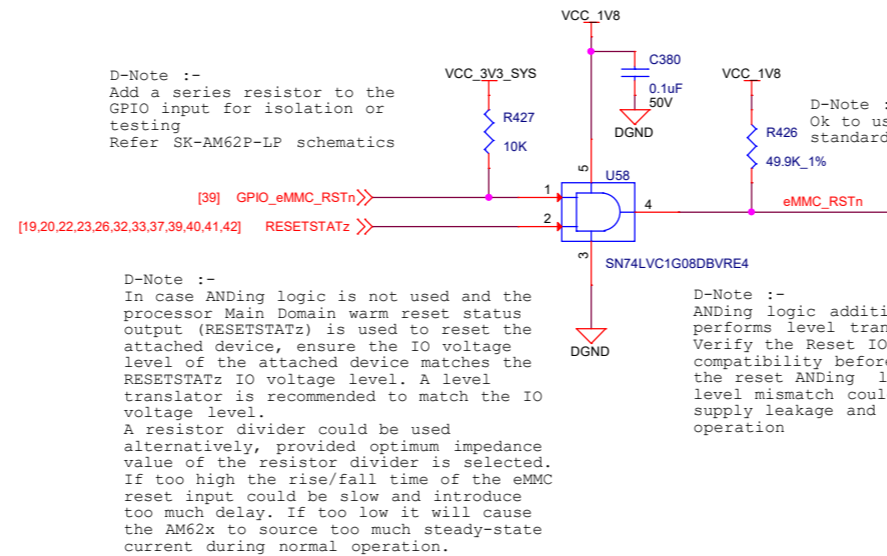 VCC_1V8
D-Note :-
Add a series resistor to the
GPIO input for isolation or
testing
Refer SK-AM62P-LP schematics
VCC_3V3_SYS
R427
10K
C380
0.1uF
50V
DGND
VCC_1V8
R426
49.9K_1%
D-Note :
Ok to us
standard
5
U58
[39] GPIO_eMMC_RSTn
1
[19,20,22,23,26,32,33,37,39,40,41,42] RESETSTATz
2
4
eMMC_RSTn
3
SN74LVC1G08DBVRE4
DGND
D-Note :-
In case ANDing logic is not used and the
processor Main Domain warm reset status
output (RESETSTATz) is used to reset the
attached device, ensure the IO voltage
level of the attached device matches the
RESETSTATz IO voltage level. A level
translator is recommended to match the IO
voltage level.
A resistor divider could be used
alternatively, provided optimum impedance
value of the resistor divider is selected.
If too high the rise/fall time of the eMMC
reset input could be slow and introduce
too much delay. If too low it will cause
the AM62x to source too much steady-state
current during normal operation.
D-Note :-
ANDing logic additi
performs level tran
Verify the Reset IO
compatibility before
the reset ANDing l
level mismatch coul
supply leakage and
operation